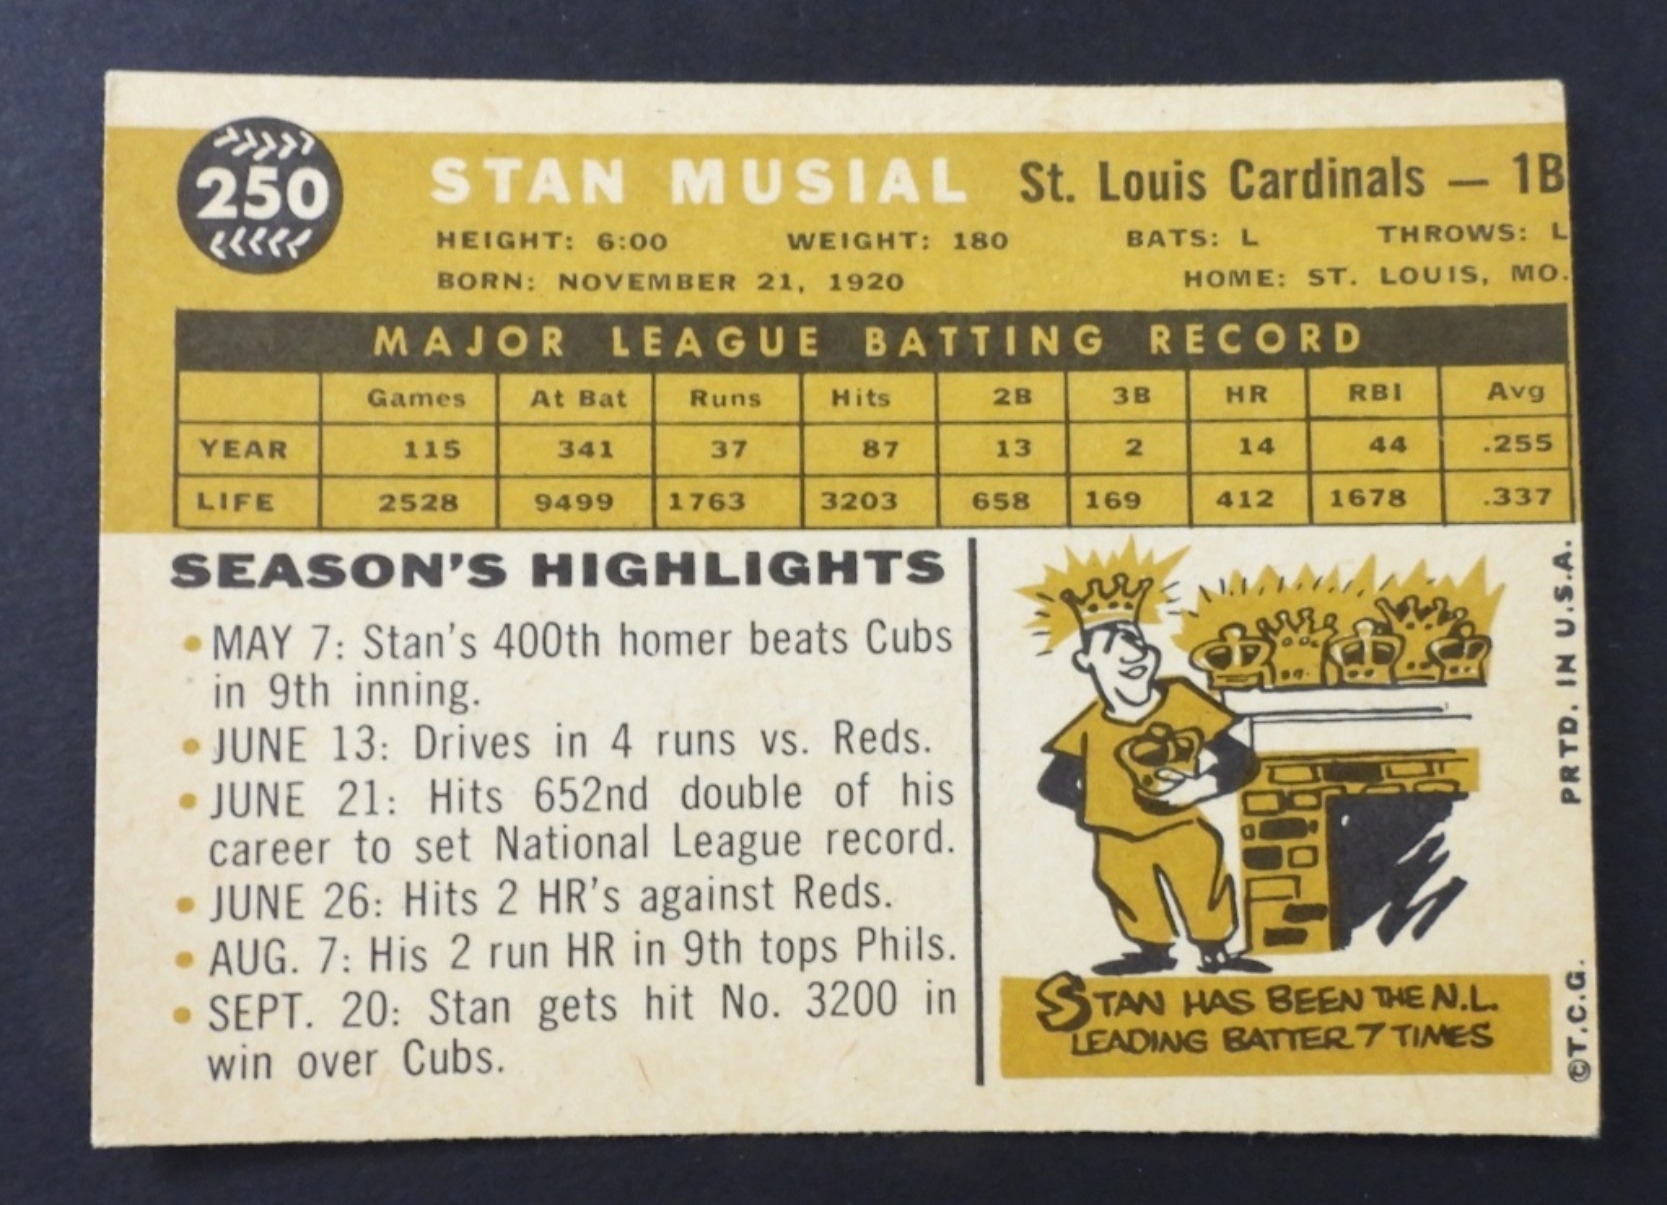 250
STAN MUSIAL St. Louis Cardinals — 1B
HEIGHT: 6:00 WEIGHT: 180 BATS: L THROWS: L
BORN: NOVEMBER 21, 1920 HOME: ST. LOUIS, MO.
MAJOR LEAGUE BATTING RECORD
Games At Bat Runs Hits 2B 3B HR RBI Avg
YEAR 115 341 37 87 13 2 14 44 .255
LIFE 2528 9499 1763 3203 658 169 412 1678 .337
SEASON'S HIGHLIGHTS
• MAY 7: Stan's 400th homer beats Cubs
in 9th inning.
• JUNE 13: Drives in 4 runs vs. Reds.
• JUNE 21: Hits 652nd double of his
career to set National League record.
• JUNE 26: Hits 2 HR's against Reds.
• AUG. 7: His 2 run HR in 9th tops Phils.
• SEPT. 20: Stan gets hit No. 3200 in
win over Cubs.
STAN HAS BEEN THE N.L.
LEADING BATTER 7 TIMES
©T.C.G. PRTD. IN U.S.A.